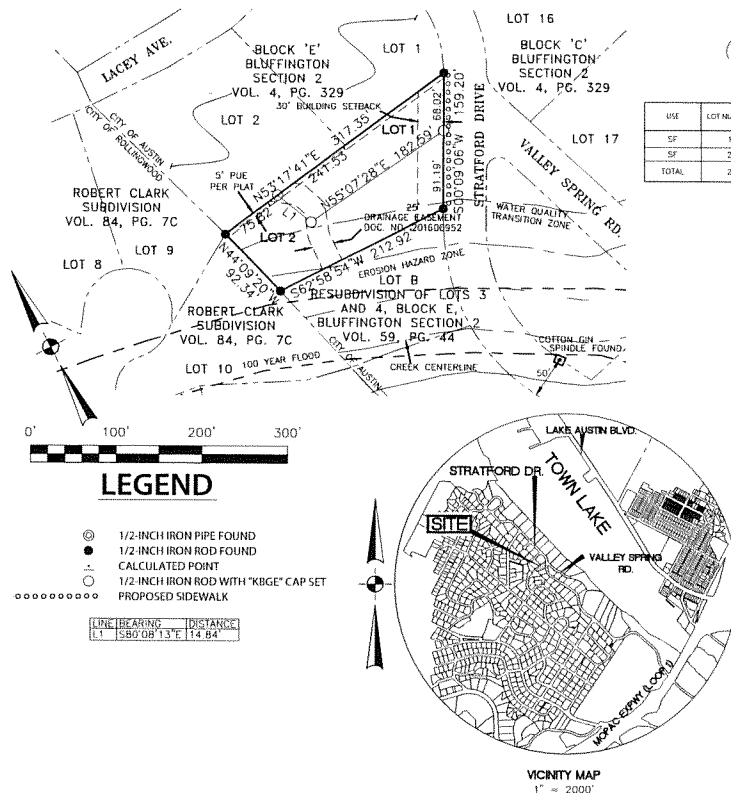 LOT 16
LOT 1
LACEY AVE.
BLOCK 'E'
BLUFFINGTON
SECTION 2
VOL. 4, PG. 329
BLOCK 'C'
BLUFFINGTON
SECTION 2
VOL. 4, PG. 329
30' BUILDING SETBACK
CITY OF AUSTIN
CITY OF ROLLINGWOOD
LOT 2
LOT 1
LOT 17
USE
SF
SF
TOTAL
N53°17'41"E 317.35'
241.53
75.82
5' PUE
PER PLAT
N55°07'28"E 182.59'
68.02'
91.19'
S00°09'06"W 159.20'
STRATFORD DRIVE
VALLEY SPRING RD.
ROBERT CLARK
SUBDIVISION
VOL. 84, PG. 7C
LOT 9
LOT 8
L1
LOT 2
25'
DRAINAGE EASEMENT
WATER QUALITY
TRANSITION ZONE
N44°09'20"W
92.34'
S62°58'54"W 212.92'
EROSION HAZARD ZONE
LOT B
RESUBDIVISION OF LOTS 3
AND 4, BLOCK E,
BLUFFINGTON SECTION 2
VOL. 59, PG. 44
ROBERT CLARK
SUBDIVISION
VOL. 84, PG. 7C
CITY OF AUSTIN
LOT 10
100 YEAR FLOOD
CREEK CENTERLINE
COTTON GIN
SPINDLE FOUND
50'
0' 100' 200' 300'
LEGEND
1/2-INCH IRON PIPE FOUND
1/2-INCH IRON ROD FOUND
CALCULATED POINT
1/2-INCH IRON ROD WITH "KBGE" CAP SET
PROPOSED SIDEWALK
LINE BEARING DISTANCE
L1 S80°08'13"E 14.84'
LAKE AUSTIN BLVD.
STRATFORD DR.
TOWN LAKE
SITE
VALLEY SPRING
RD.
MOPAC EXPWY (LOOP 1)
VICINITY MAP
1" = 2000'